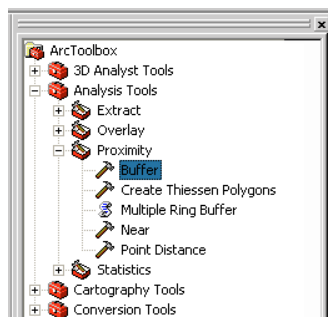 ArcToolbox
3D Analyst Tools
Analysis Tools
Extract
Overlay
Proximity
Buffer
Create Thiessen Polygons
Multiple Ring Buffer
Near
Point Distance
Statistics
Cartography Tools
Conversion Tools